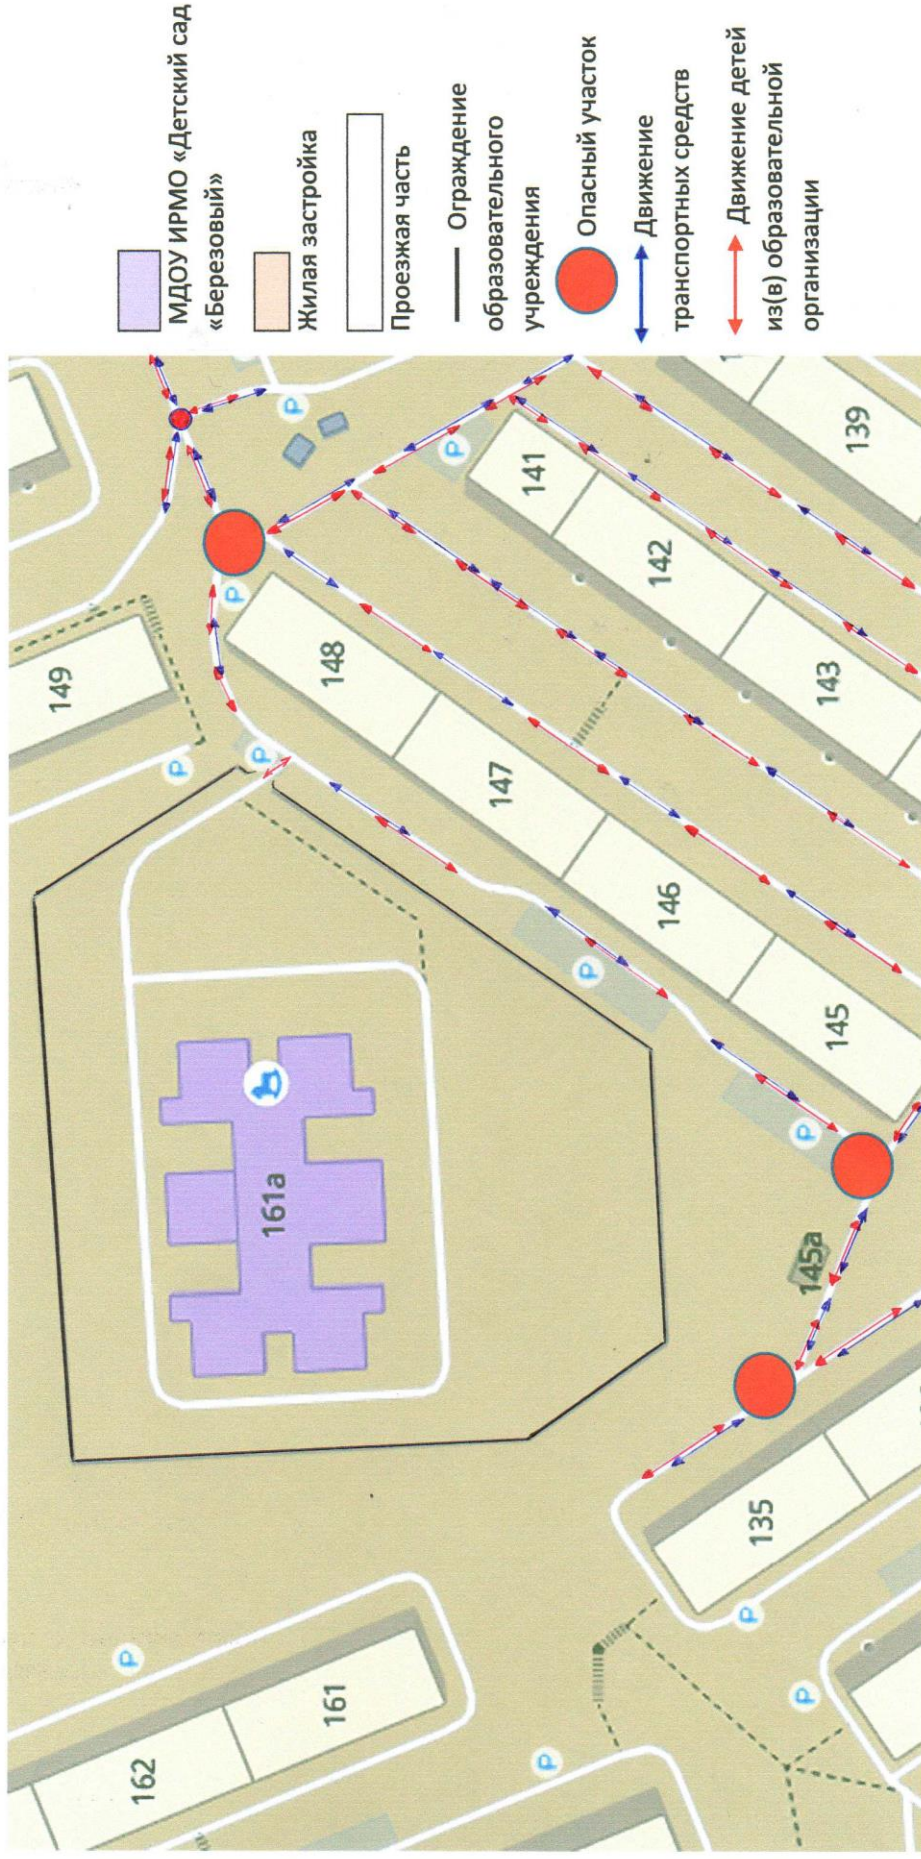 МДОУ ИРМО «Детский сад
«Березовый»
Жилая застройка
Проезжая часть
Ограждение
образовательного
учреждения
Опасный участок
Движение
транспортных средств
Движение детей
из(в) образовательной
организации
149
148
147
146
145
141
142
143
139
161а
145а
135
161
162
P
P
P
P
P
P
P
P
P
P
P